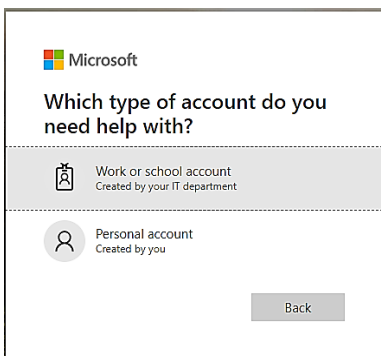 Microsoft
Which type of account do you
need help with?
Work or school account
Created by your IT department
Personal account
Created by you
Back